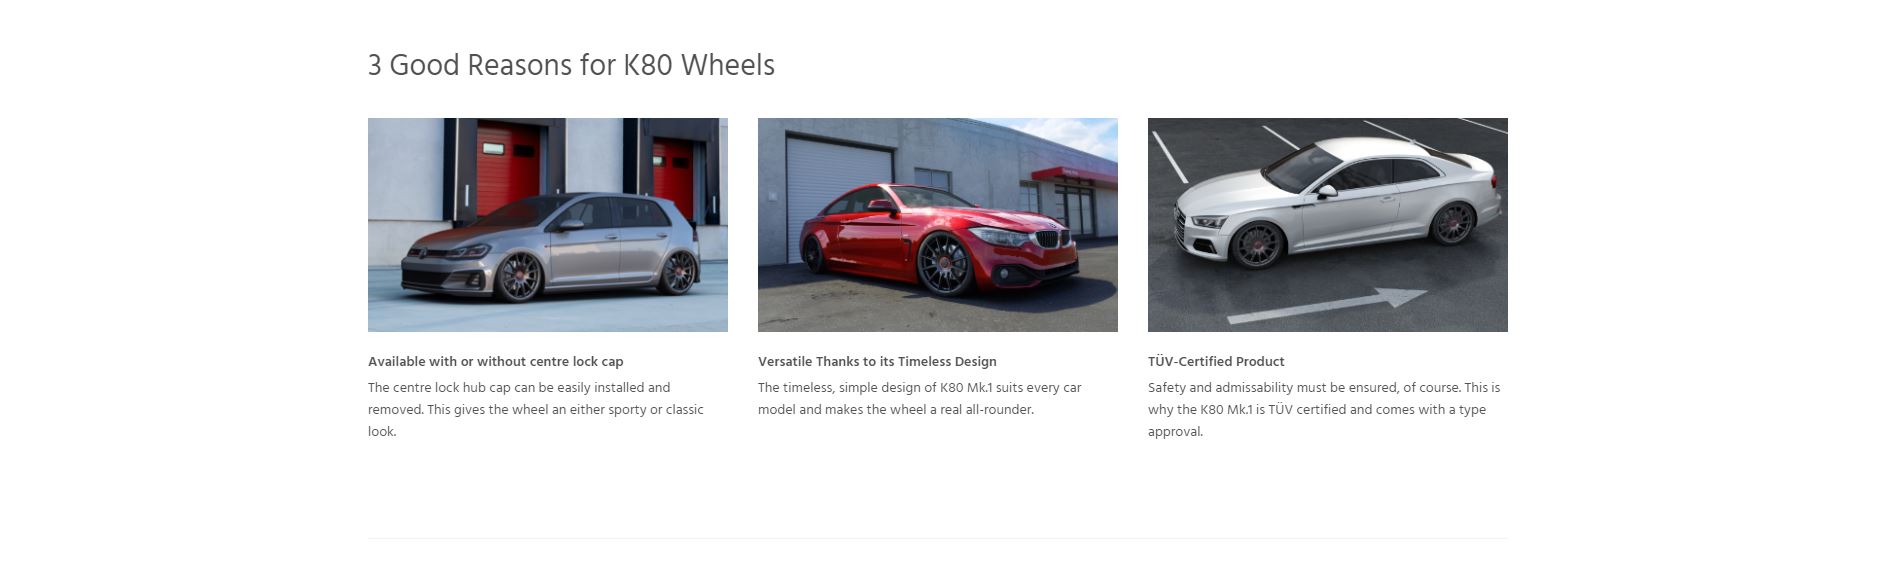 3 Good Reasons for K80 Wheels
Available with or without centre lock cap
The centre lock hub cap can be easily installed and
removed. This gives the wheel an either sporty or classic
look.
Versatile Thanks to its Timeless Design
The timeless, simple design of K80 Mk.1 suits every car
model and makes the wheel a real all-rounder.
TÜV-Certified Product
Safety and admissability must be ensured, of course. This is
why the K80 Mk.1 is TÜV certified and comes with a type
approval.